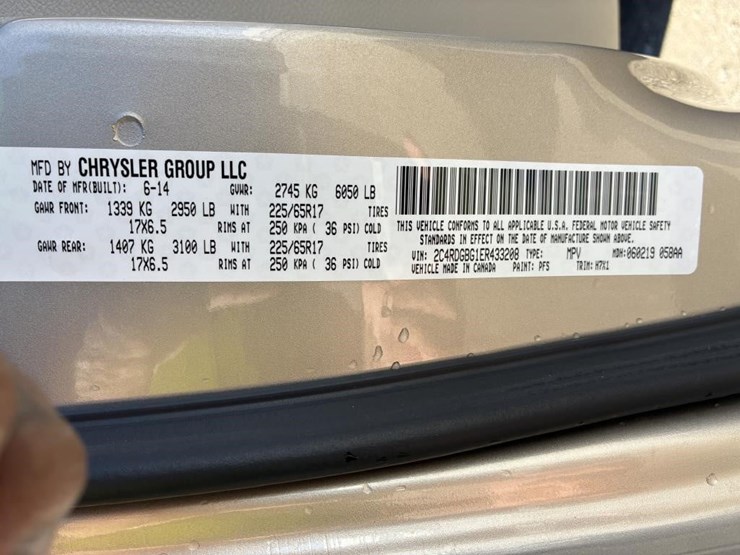 MFD BY CHRYSLER GROUP LLC
DATE OF MFR(BUILT): 6-14 GVWR: 2745 KG 6050 LB
GAWR FRONT: 1339 KG 2950 LB WITH 225/65R17 TIRES
17X6.5 RIMS AT 250 KPA ( 36 PSI) COLD
GAWR REAR: 1407 KG 3100 LB WITH 225/65R17 TIRES
17X6.5 RIMS AT 250 KPA ( 36 PSI) COLD
THIS VEHICLE CONFORMS TO ALL APPLICABLE U.S.A. FEDERAL MOTOR VEHICLE SAFETY
STANDARDS IN EFFECT ON THE DATE OF MANUFACTURE SHOWN ABOVE.
VIN: 2C4RDGBG1ER433208 TYPE: MPV MDH:060219 058AA
VEHICLE MADE IN CANADA PAINT: PFS TRIM: M7X1